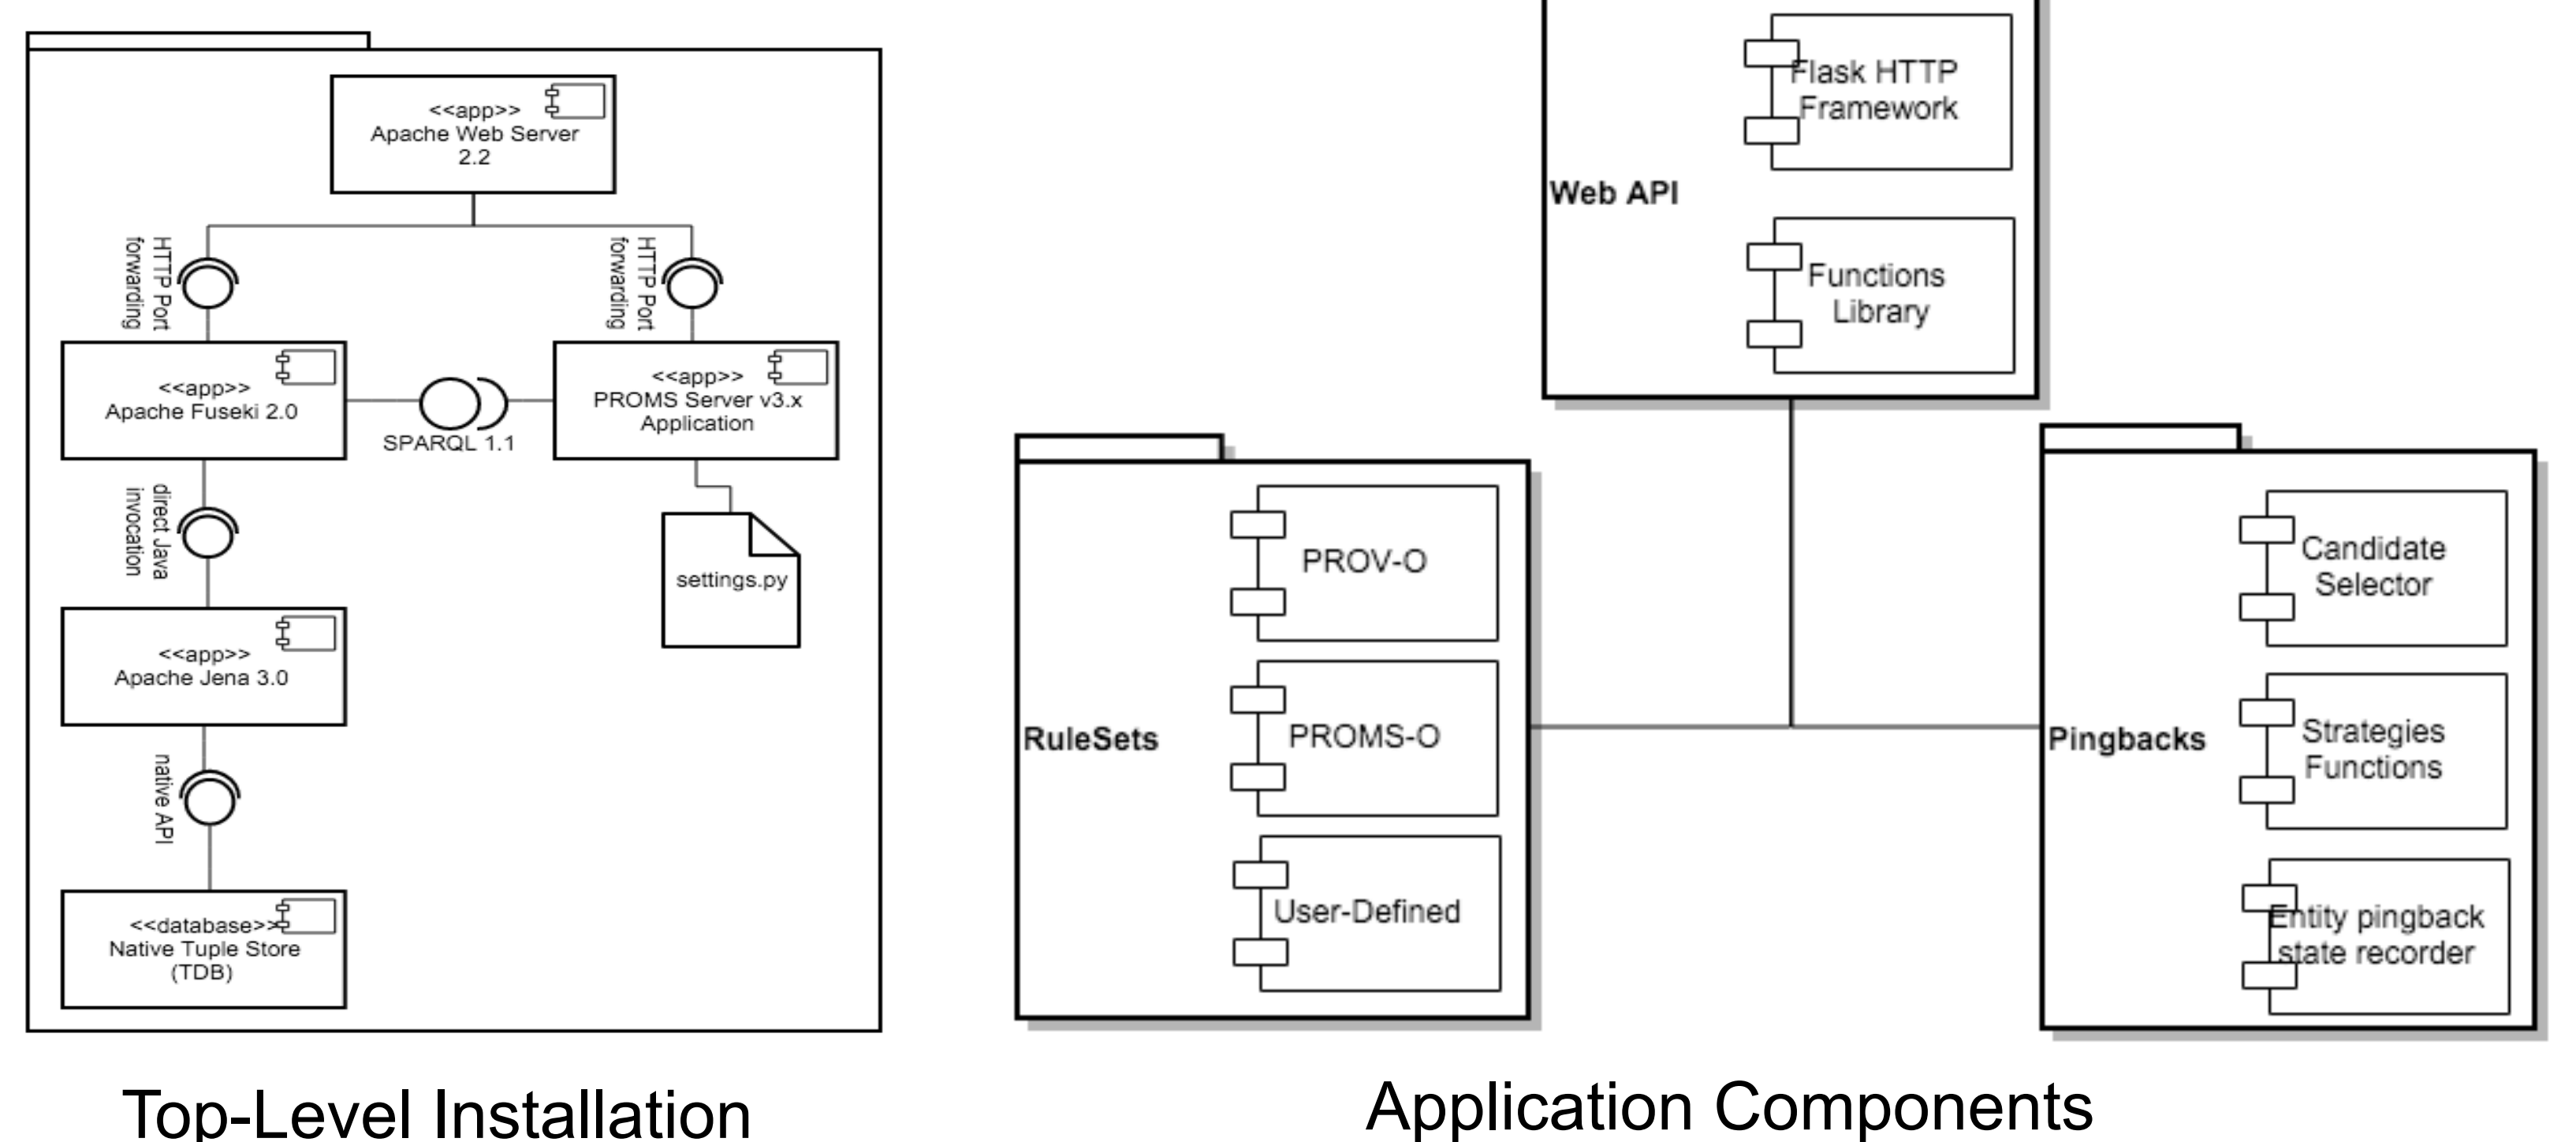 <<app>>
Apache Web Server
2.2
HTTP Port
forwarding
HTTP Port
forwarding
<<app>>
Apache Fuseki 2.0
SPARQL 1.1
<<app>>
PROMS Server v3.x
Application
direct Java
invocation
settings.py
<<app>>
Apache Jena 3.0
native API
<<database>>
Native Tuple Store
(TDB)
Top-Level Installation
Web API
Flask HTTP
Framework
Functions
Library
RuleSets
PROV-O
PROMS-O
User-Defined
Pingbacks
Candidate
Selector
Strategies
Functions
Entity pingback
state recorder
Application Components